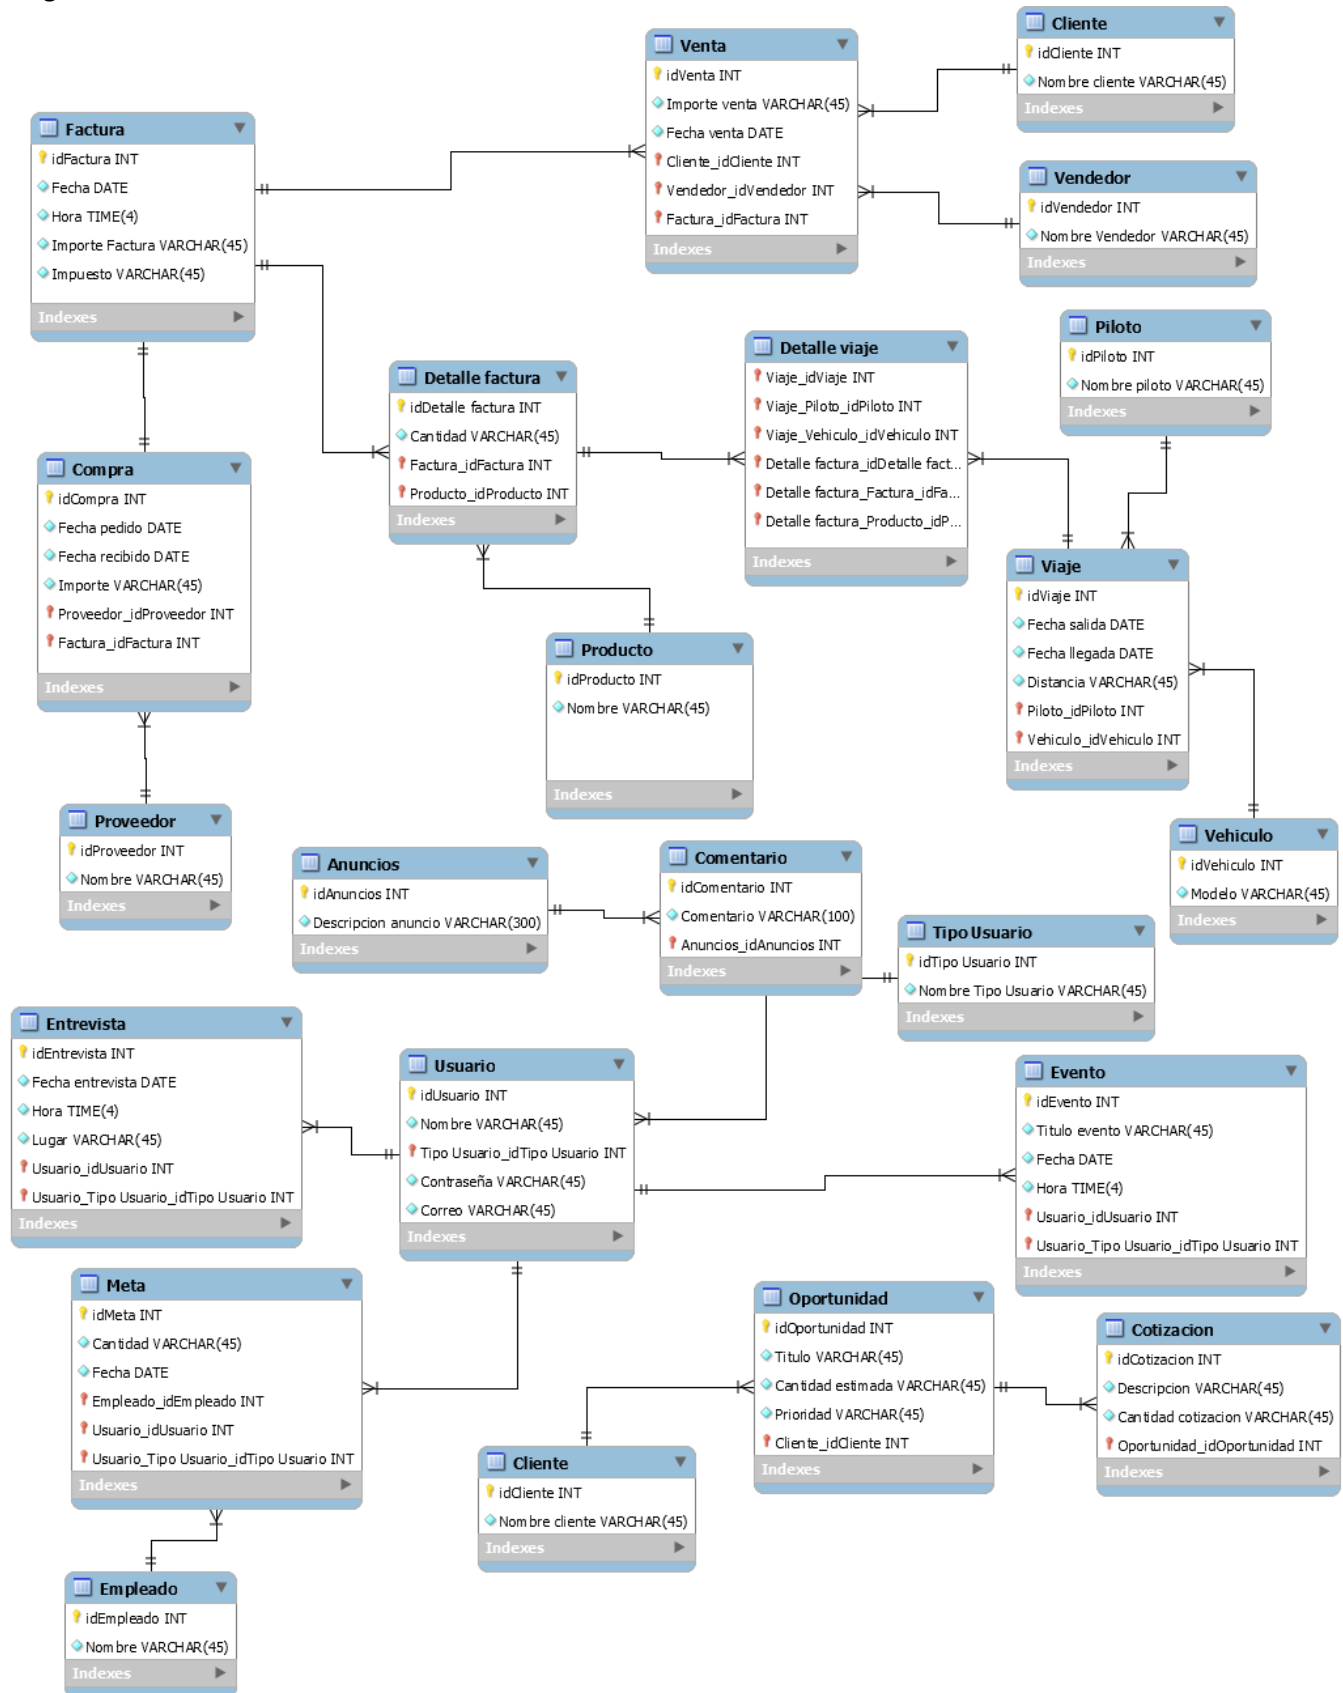 Cliente
idCliente INT
Nombre cliente VARCHAR(45)
Indexes
Venta
idVenta INT
Importe venta VARCHAR(45)
Fecha venta DATE
Cliente_idCliente INT
Vendedor_idVendedor INT
Factura_idFactura INT
Indexes
Factura
idFactura INT
Fecha DATE
Hora TIME(4)
Importe Factura VARCHAR(45)
Impuesto VARCHAR(45)
Indexes
Vendedor
idVendedor INT
Nombre Vendedor VARCHAR(45)
Indexes
Piloto
idPiloto INT
Nombre piloto VARCHAR(45)
Indexes
Detalle viaje
Viaje_idViaje INT
Viaje_Piloto_idPiloto INT
Viaje_Vehiculo_idVehiculo INT
Detalle factura_idDetalle fact...
Detalle factura_Factura_idFa...
Detalle factura_Producto_idP...
Indexes
Detalle factura
idDetalle factura INT
Cantidad VARCHAR(45)
Factura_idFactura INT
Producto_idProducto INT
Indexes
Compra
idCompra INT
Fecha pedido DATE
Fecha recibido DATE
Importe VARCHAR(45)
Proveedor_idProveedor INT
Factura_idFactura INT
Indexes
Viaje
idViaje INT
Fecha salida DATE
Fecha llegada DATE
Distancia VARCHAR(45)
Piloto_idPiloto INT
Vehiculo_idVehiculo INT
Indexes
Producto
idProducto INT
Nombre VARCHAR(45)
Indexes
Proveedor
idProveedor INT
Nombre VARCHAR(45)
Indexes
Vehiculo
idVehiculo INT
Modelo VARCHAR(45)
Indexes
Anuncios
idAnuncios INT
Descripcion anuncio VARCHAR(300)
Indexes
Comentario
idComentario INT
Comentario VARCHAR(100)
Anuncios_idAnuncios INT
Indexes
Tipo Usuario
idTipo Usuario INT
Nombre Tipo Usuario VARCHAR(45)
Indexes
Entrevista
idEntrevista INT
Fecha entrevista DATE
Hora TIME(4)
Lugar VARCHAR(45)
Usuario_idUsuario INT
Usuario_Tipo Usuario_idTipo Usuario INT
Indexes
Usuario
idUsuario INT
Nombre VARCHAR(45)
Tipo Usuario_idTipo Usuario INT
Contraseña VARCHAR(45)
Correo VARCHAR(45)
Indexes
Evento
idEvento INT
Titulo evento VARCHAR(45)
Fecha DATE
Hora TIME(4)
Usuario_idUsuario INT
Usuario_Tipo Usuario_idTipo Usuario INT
Indexes
Meta
idMeta INT
Cantidad VARCHAR(45)
Fecha DATE
Empleado_idEmpleado INT
Usuario_idUsuario INT
Usuario_Tipo Usuario_idTipo Usuario INT
Indexes
Oportunidad
idOportunidad INT
Titulo VARCHAR(45)
Cantidad estimada VARCHAR(45)
Prioridad VARCHAR(45)
Cliente_idCliente INT
Indexes
Cotizacion
idCotizacion INT
Descripcion VARCHAR(45)
Cantidad cotizacion VARCHAR(45)
Oportunidad_idOportunidad INT
Indexes
Cliente
idCliente INT
Nombre cliente VARCHAR(45)
Indexes
Empleado
idEmpleado INT
Nombre VARCHAR(45)
Indexes